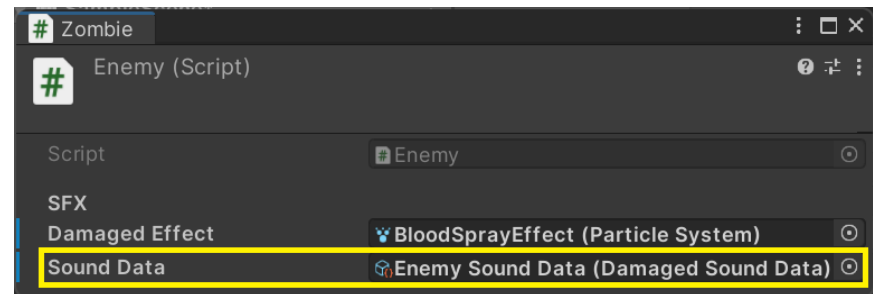 Zombie
Enemy (Script)
Script Enemy
SFX
Damaged Effect BloodSprayEffect (Particle System)
Sound Data Enemy Sound Data (Damaged Sound Data)